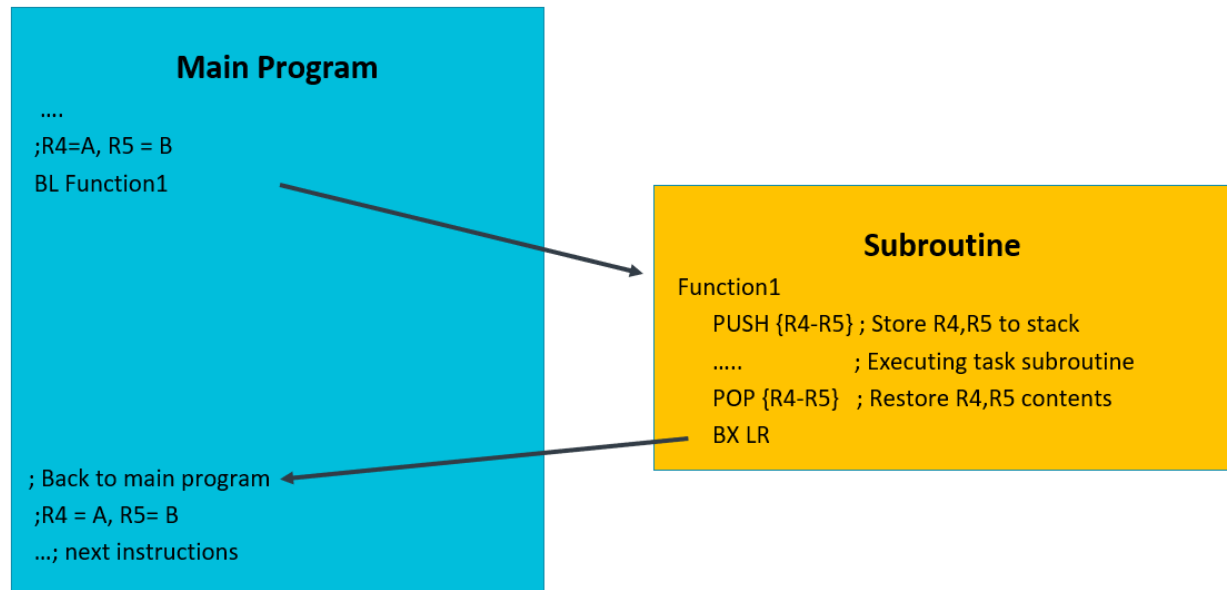 Main Program
....
;R4=A, R5 = B
BL Function1
Subroutine
Function1
PUSH {R4-R5} ; Store R4,R5 to stack
..... ; Executing task subroutine
POP {R4-R5} ; Restore R4,R5 contents
BX LR
; Back to main program
;R4 = A, R5= B
...; next instructions